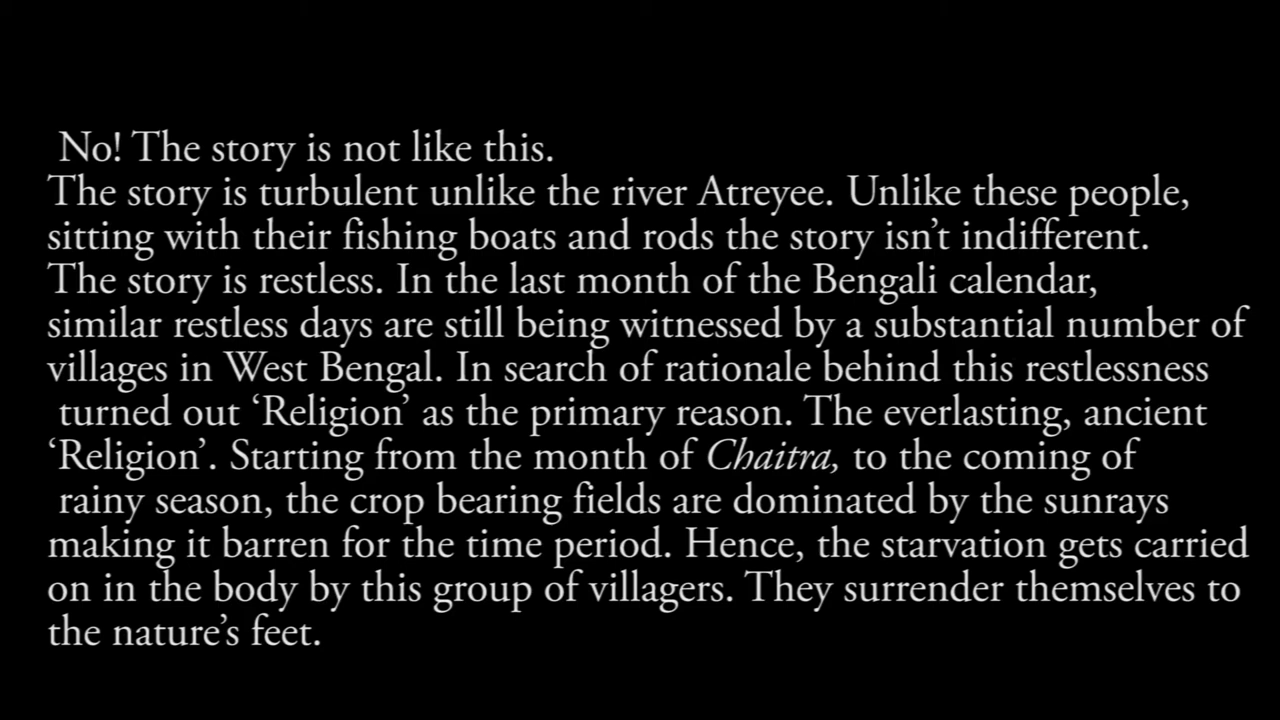 No! The story is not like this.
The story is turbulent unlike the river Atreyee. Unlike these people,
sitting with their fishing boats and rods the story isn’t indifferent.
The story is restless. In the last month of the Bengali calendar,
similar restless days are still being witnessed by a substantial number of
villages in West Bengal. In search of rationale behind this restlessness
turned out ‘Religion’ as the primary reason. The everlasting, ancient
‘Religion’. Starting from the month of Chaitra, to the coming of
rainy season, the crop bearing fields are dominated by the sunrays
making it barren for the time period. Hence, the starvation gets carried
on in the body by this group of villagers. They surrender themselves to
the nature’s feet.